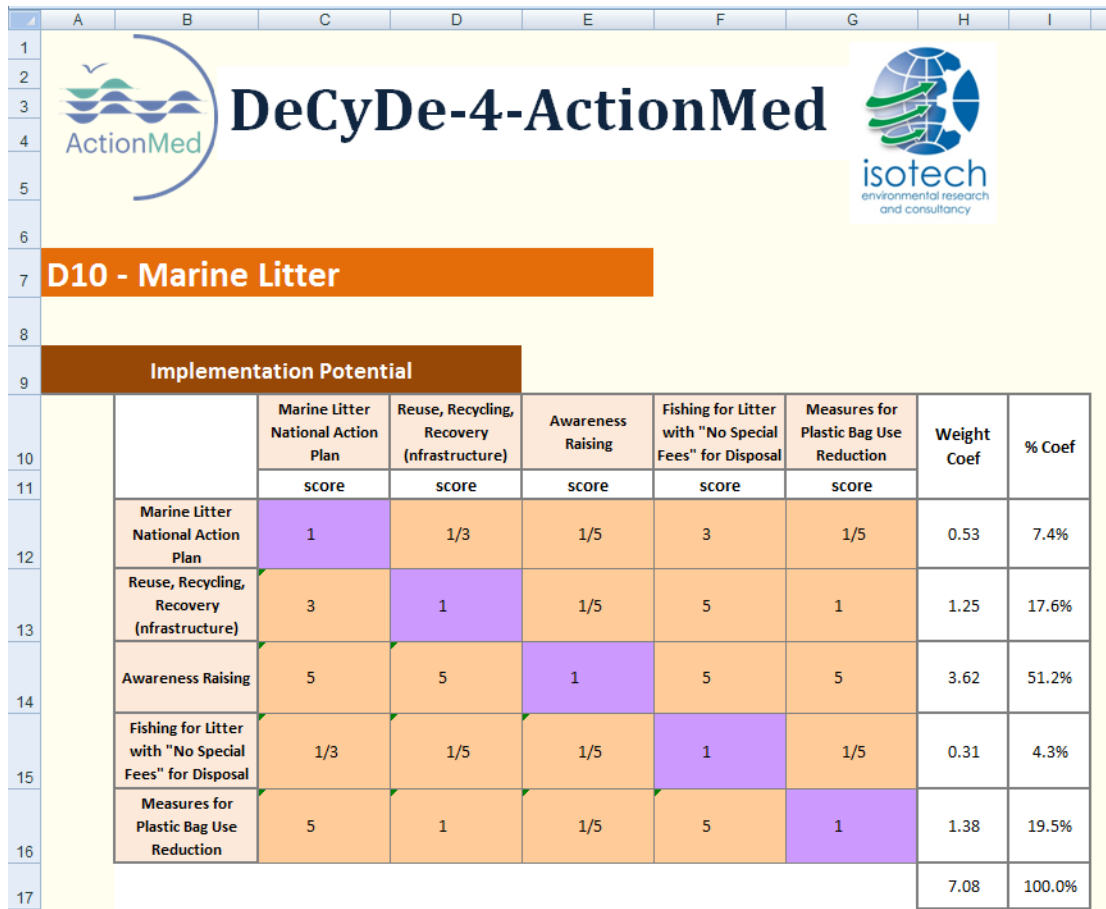 A B C D E F G H I
1
2
3
4
5
6
7
8
9
10
11
12
13
14
15
16
17
ActionMed
DeCyDe-4-ActionMed
isotech
environmental research
and consultancy
D10 - Marine Litter
Implementation Potential
Marine Litter
National Action
Plan
Reuse, Recycling,
Recovery
(nfrastructure)
Awareness
Raising
Fishing for Litter
with "No Special
Fees" for Disposal
Measures for
Plastic Bag Use
Reduction
Weight
Coef
% Coef
score score score score score
Marine Litter
National Action
Plan
1 1/3 1/5 3 1/5 0.53 7.4%
Reuse, Recycling,
Recovery
(nfrastructure)
3 1 1/5 5 1 1.25 17.6%
Awareness Raising
5 5 1 5 5 3.62 51.2%
Fishing for Litter
with "No Special
Fees" for Disposal
1/3 1/5 1/5 1 1/5 0.31 4.3%
Measures for
Plastic Bag Use
Reduction
5 1 1/5 5 1 1.38 19.5%
7.08 100.0%